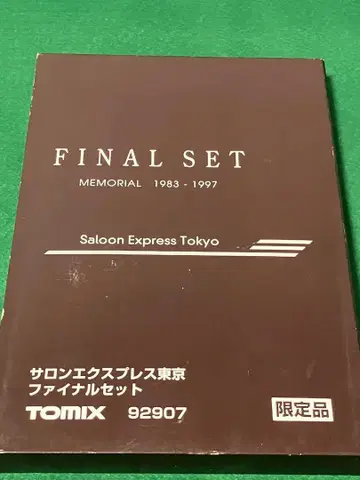 FINAL SET
MEMORIAL 1983 - 1997
Saloon Express Tokyo
サロンエクスプレス東京
ファイナルセット
TOMIX 92907
限定品